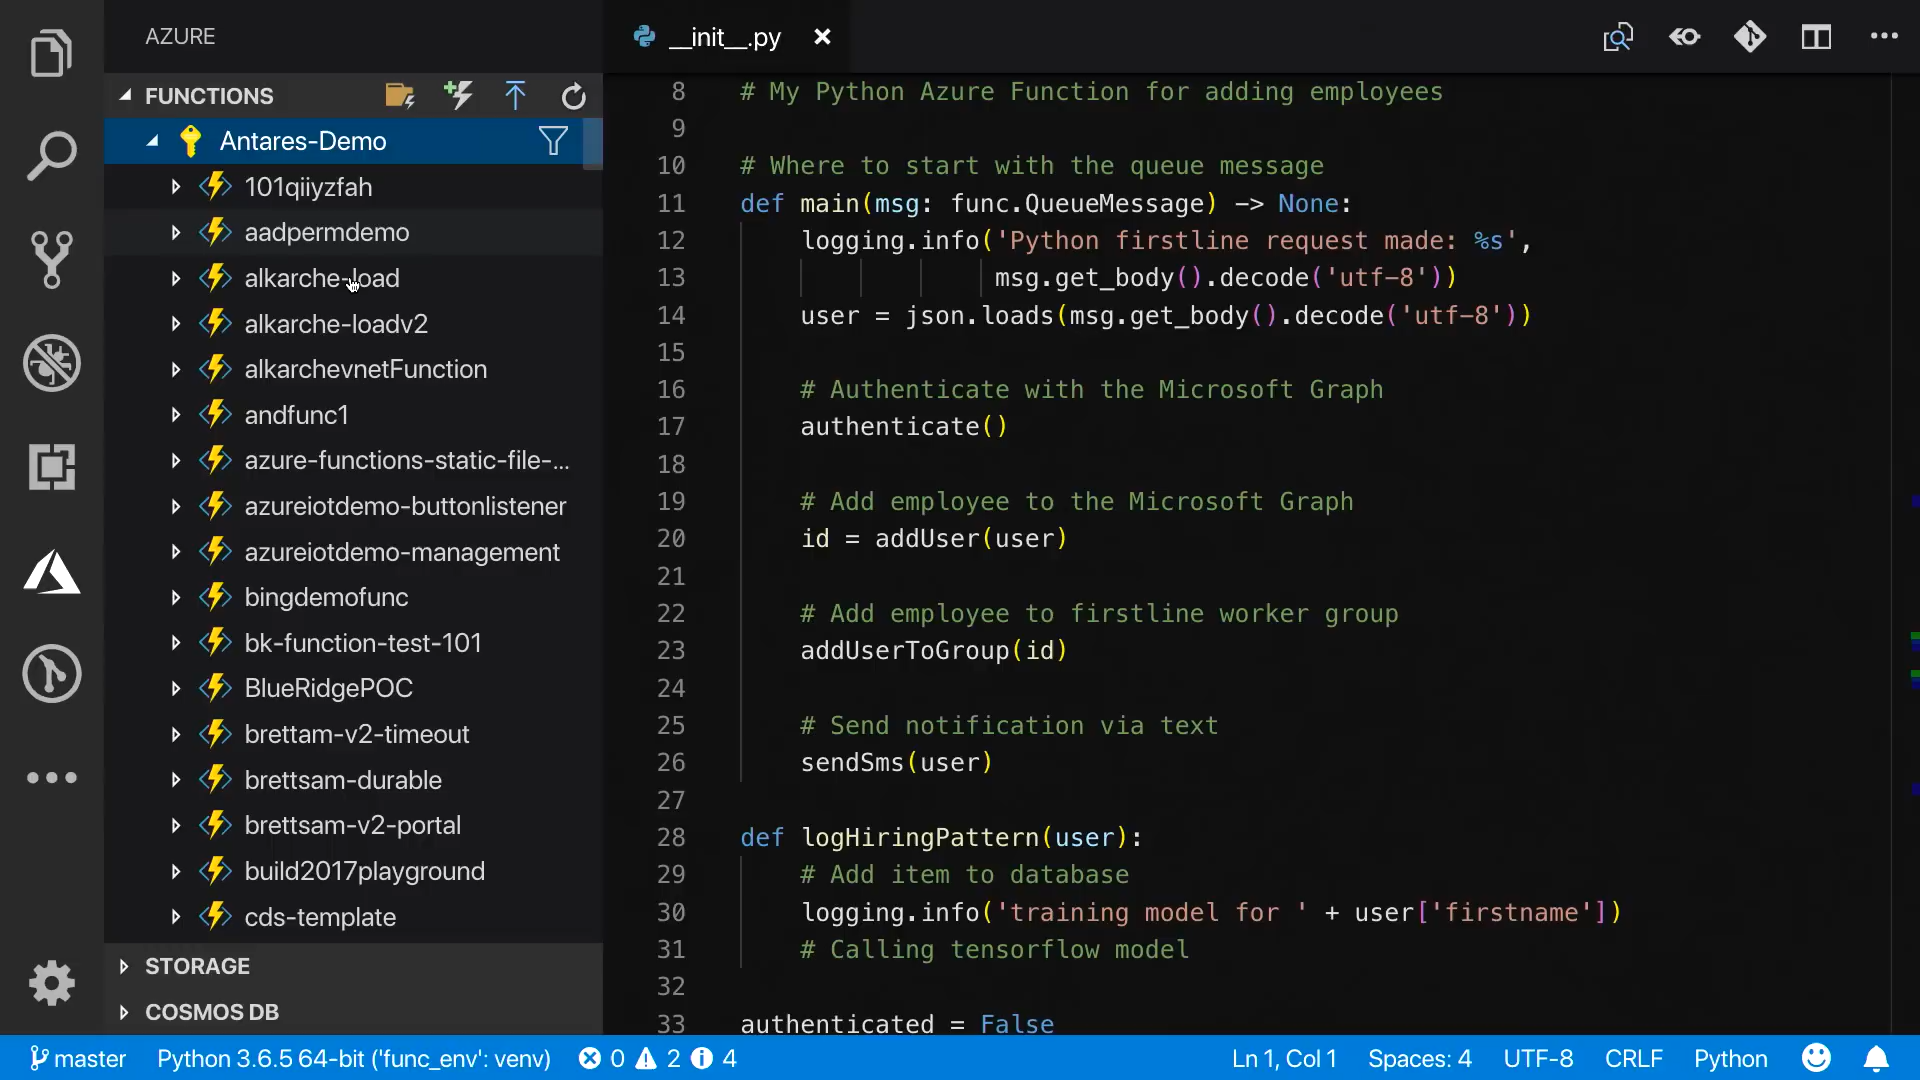 AZURE
FUNCTIONS
Antares-Demo
101qiiyzfah
aadpermdemo
alkarche-load
alkarche-loadv2
alkarchevnetFunction
andfunc1
azure-functions-static-file-...
azureiotdemo-buttonlistener
azureiotdemo-management
bingdemofunc
bk-function-test-101
BlueRidgePOC
brettam-v2-timeout
brettsam-durable
brettsam-v2-portal
build2017playground
cds-template
STORAGE
COSMOS DB
__init__.py
8 # My Python Azure Function for adding employees
9
10 # Where to start with the queue message
11 def main(msg: func.QueueMessage) -> None:
12 logging.info('Python firstline request made: %s',
13 msg.get_body().decode('utf-8'))
14 user = json.loads(msg.get_body().decode('utf-8'))
15
16 # Authenticate with the Microsoft Graph
17 authenticate()
18
19 # Add employee to the Microsoft Graph
20 id = addUser(user)
21
22 # Add employee to firstline worker group
23 addUserToGroup(id)
24
25 # Send notification via text
26 sendSms(user)
27
28 def logHiringPattern(user):
29 # Add item to database
30 logging.info('training model for ' + user['firstname'])
31 # Calling tensorflow model
32
33 authenticated = False
master Python 3.6.5 64-bit ('func_env': venv) 0 2 4 Ln 1, Col 1 Spaces: 4 UTF-8 CRLF Python